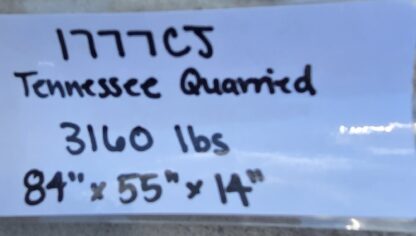 1777CJ
Tennessee Quarried
3160 lbs
84" x 55" x 14"